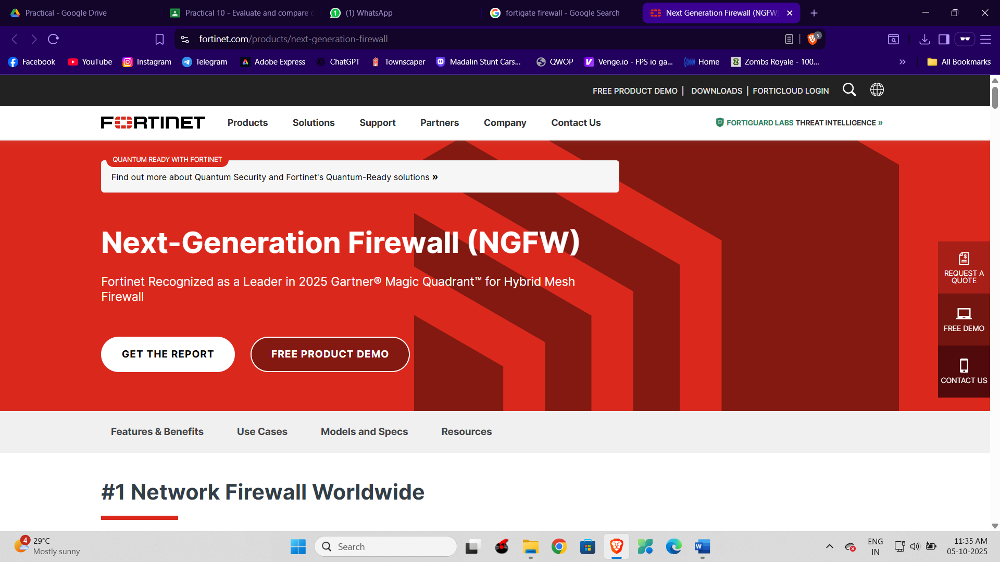 Practical - Google Drive
Practical 10 - Evaluate and compare
(1) WhatsApp
fortigate firewall - Google Search
Next Generation Firewall (NGFW)
fortinet.com/products/next-generation-firewall
5
Facebook
YouTube
Instagram
Telegram
Adobe Express
ChatGPT
Townscaper
Madalin Stunt Cars...
QWOP
Venge.io - FPS io ga...
Home
Zombs Royale - 100...
»
All Bookmarks
FREE PRODUCT DEMO | DOWNLOADS | FORTICLOUD LOGIN
FORTINET
Products
Solutions
Support
Partners
Company
Contact Us
FORTIGUARD LABS THREAT INTELLIGENCE »
QUANTUM READY WITH FORTINET
Find out more about Quantum Security and Fortinet's Quantum-Ready solutions »
Next-Generation Firewall (NGFW)
Fortinet Recognized as a Leader in 2025 Gartner® Magic Quadrant™ for Hybrid Mesh
Firewall
GET THE REPORT
FREE PRODUCT DEMO
REQUEST A
QUOTE
FREE DEMO
CONTACT US
Features & Benefits
Use Cases
Models and Specs
Resources
#1 Network Firewall Worldwide
4
29°C
Mostly sunny
Search
ENG
IN
11:35 AM
05-10-2025